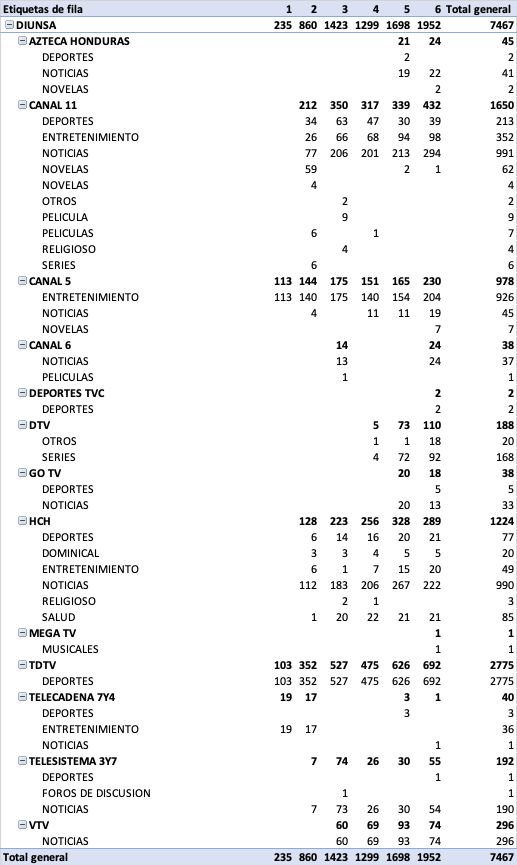 Etiquetas de fila 1 2 3 4 5 6 Total general
DIUNSA 235 860 1423 1299 1698 1952 7467
AZTECA HONDURAS 21 24 45
DEPORTES 2 2
NOTICIAS 19 22 41
NOVELAS 2 2
CANAL 11 212 350 317 339 432 1650
DEPORTES 34 63 47 30 39 213
ENTRETENIMIENTO 26 66 68 94 98 352
NOTICIAS 77 206 201 213 294 991
NOVELAS 59 2 1 62
NOVELAS 4 4
OTROS 2 2
PELICULA 9 9
PELICULAS 6 1 7
RELIGIOSO 4 4
SERIES 6 6
CANAL 5 113 144 175 151 165 230 978
ENTRETENIMIENTO 113 140 175 140 154 204 926
NOTICIAS 4 11 11 19 45
NOVELAS 7 7
CANAL 6 14 24 38
NOTICIAS 13 24 37
PELICULAS 1 1
DEPORTES TVC 2 2
DEPORTES 2 2
DTV 5 73 110 188
OTROS 1 1 18 20
SERIES 4 72 92 168
GO TV 20 18 38
DEPORTES 5 5
NOTICIAS 20 13 33
HCH 128 223 256 328 289 1224
DEPORTES 6 14 16 20 21 77
DOMINICAL 3 3 4 5 5 20
ENTRETENIMIENTO 6 1 7 15 20 49
NOTICIAS 112 183 206 267 222 990
RELIGIOSO 2 1 3
SALUD 1 20 22 21 21 85
MEGA TV 1 1
MUSICALES 1 1
TDTV 103 352 527 475 626 692 2775
DEPORTES 103 352 527 475 626 692 2775
TELECADENA 7Y4 19 17 3 1 40
DEPORTES 3 3
ENTRETENIMIENTO 19 17 36
NOTICIAS 1 1
TELESISTEMA 3Y7 7 74 26 30 55 192
DEPORTES 1 1
FOROS DE DISCUSION 1 1
NOTICIAS 7 73 26 30 54 190
VTV 60 69 93 74 296
NOTICIAS 60 69 93 74 296
Total general 235 860 1423 1299 1698 1952 7467